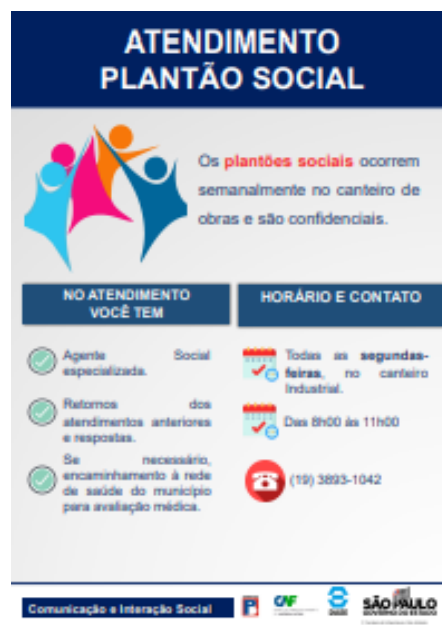 ATENDIMENTO
PLANTÃO SOCIAL
Os plantões sociais ocorrem
semanalmente no canteiro de
obras e são confidenciais.
NO ATENDIMENTO
VOCÊ TEM
Agente Social
especializada.
Retornos dos
atendimentos anteriores
e respostas.
Se necessário,
encaminhamento à rede
de saúde do município
para avaliação médica.
HORÁRIO E CONTATO
Todas as segundas-
feiras, no canteiro
Industrial.
Das 8h00 às 11h00
(19) 3893-1042
Comunicação e Interação Social
SÃO PAULO
GOVERNO DO ESTADO